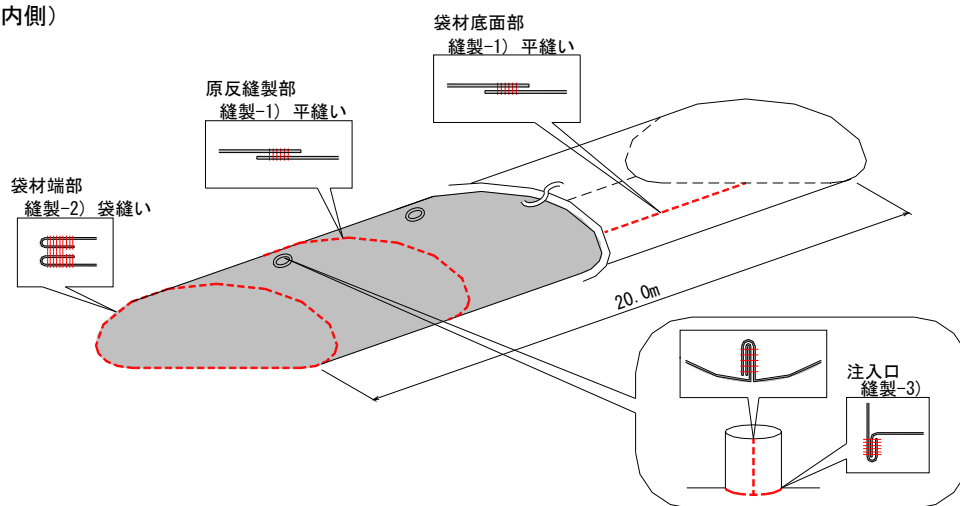 内側）
袋材底面部
縫製-1) 平縫い
原反縫製部
縫製-1) 平縫い
袋材端部
縫製-2) 袋縫い
20.0m
注入口
縫製-3)